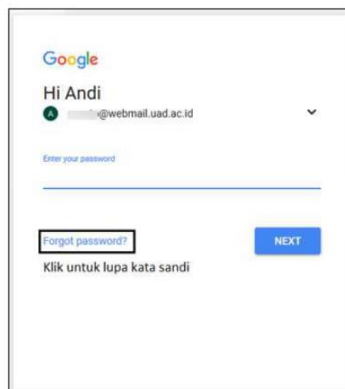 Google
Hi Andi
A @webmail.uad.ac.id
Enter your password
Forgot password?
NEXT
Klik untuk lupa kata sandi